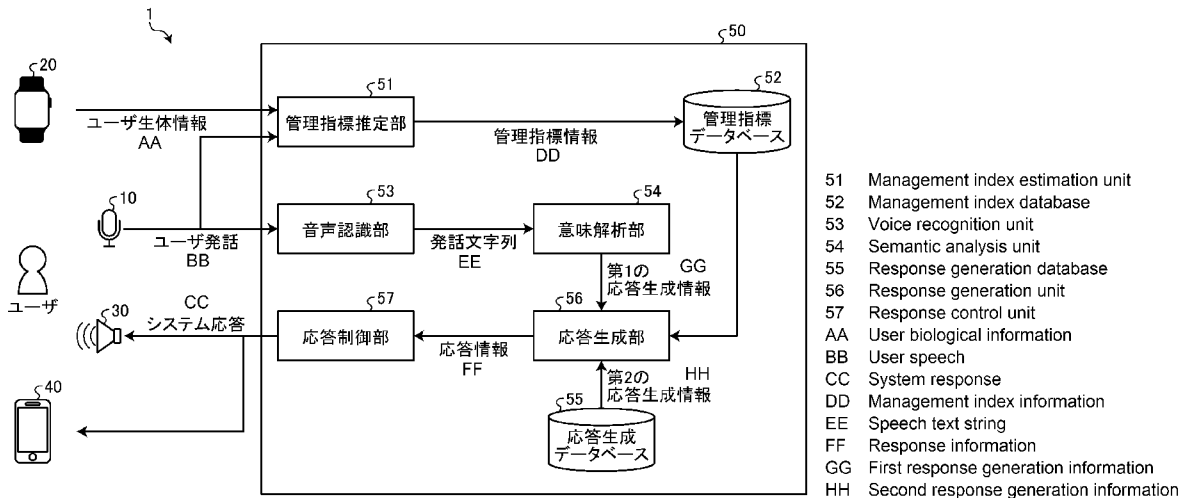 1
50
20
51
52
ユーザ生体情報
AA
管理指標推定部
管理指標情報
DD
管理指標
データベース
10
53
54
ユーザ発話
BB
音声認識部
発話文字列
EE
意味解析部
ユーザ
第1の
応答生成情報
GG
CC
システム応答
30
57
56
応答制御部
応答情報
FF
応答生成部
40
第2の
応答生成情報
HH
55
応答生成
データベース
51 Management index estimation unit
52 Management index database
53 Voice recognition unit
54 Semantic analysis unit
55 Response generation database
56 Response generation unit
57 Response control unit
AA User biological information
BB User speech
CC System response
DD Management index information
EE Speech text string
FF Response information
GG First response generation information
HH Second response generation information